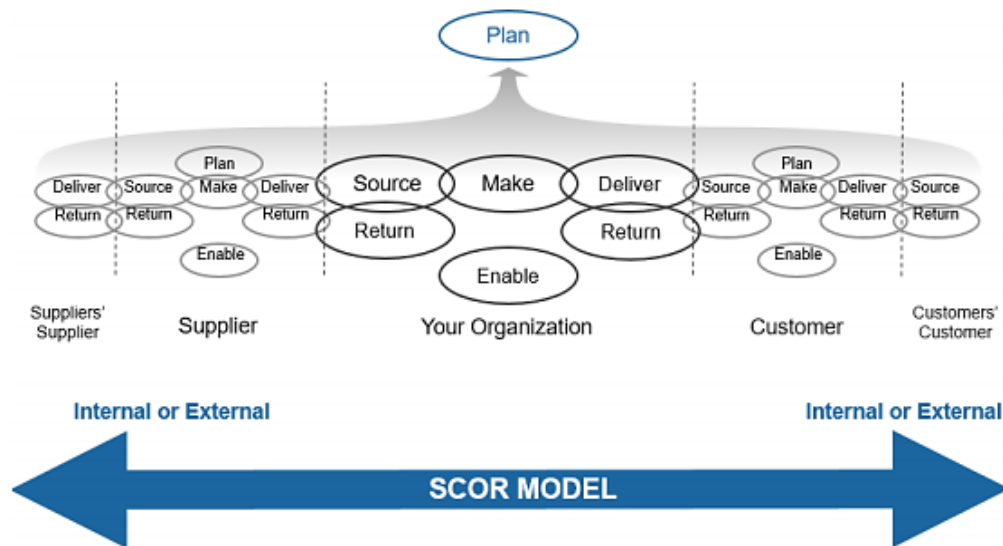 Plan
Plan
Plan
Deliver Source Make Deliver Source Make Deliver Source Make Deliver Source
Return Return Return Return Return Return Return Return
Enable Enable Enable
Suppliers' Supplier
Supplier
Your Organization
Customer
Customers' Customer
Internal or External Internal or External
SCOR MODEL